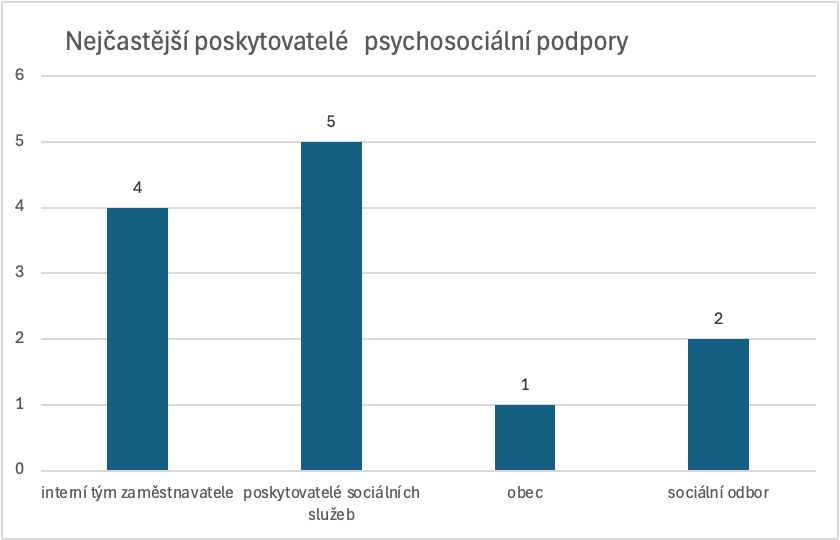 Nejčastější poskytovatelé psychosociální podpory
6
5
4
3
2
1
0
4
5
1
2
interní tým zaměstnavatele
poskytovatelé sociálních
služeb
obec
sociální odbor